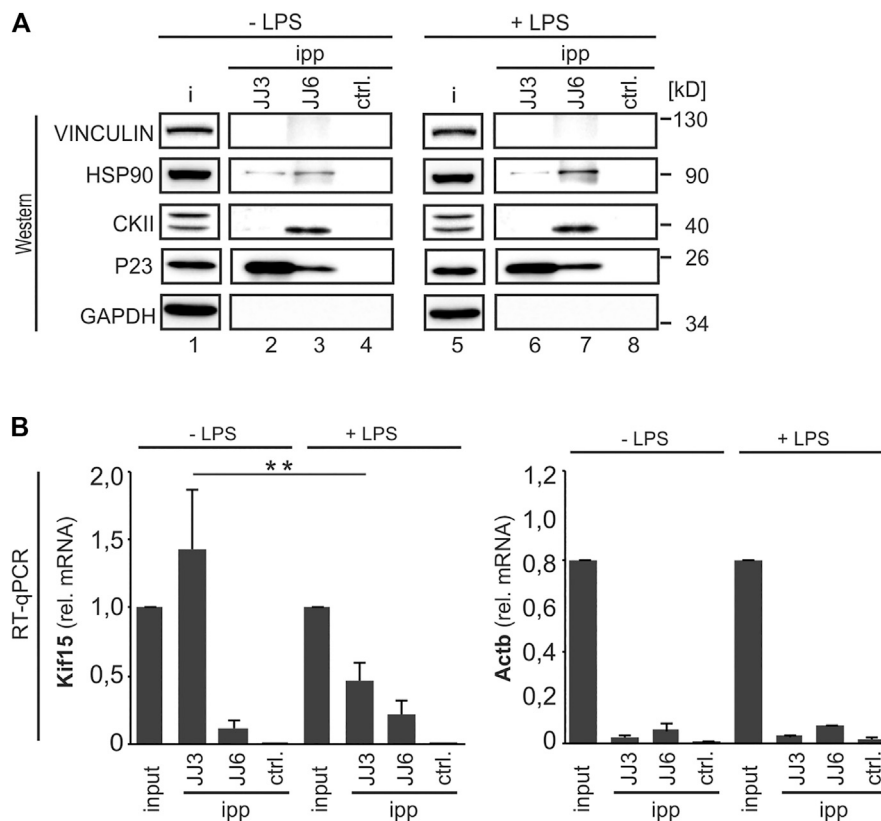 A
- LPS
+ LPS
ipp
ipp
i
JJ3
JJ6
ctrl.
i
JJ3
JJ6
ctrl.
[kD]
Western
VINCULIN
130
HSP90
90
CKII
40
P23
26
GAPDH
34
1 2 3 4 5 6 7 8
B
- LPS
+ LPS
- LPS
+ LPS
RT-qPCR
Kif15 (rel. mRNA)
2,0
1,5
1,0
0,5
0
**
input
JJ3
JJ6
ctrl.
input
JJ3
JJ6
ctrl.
ipp
ipp
Actb (rel. mRNA)
1,2
1,0
0,8
0,6
0,4
0,2
0
input
JJ3
JJ6
ctrl.
input
JJ3
JJ6
ctrl.
ipp
ipp